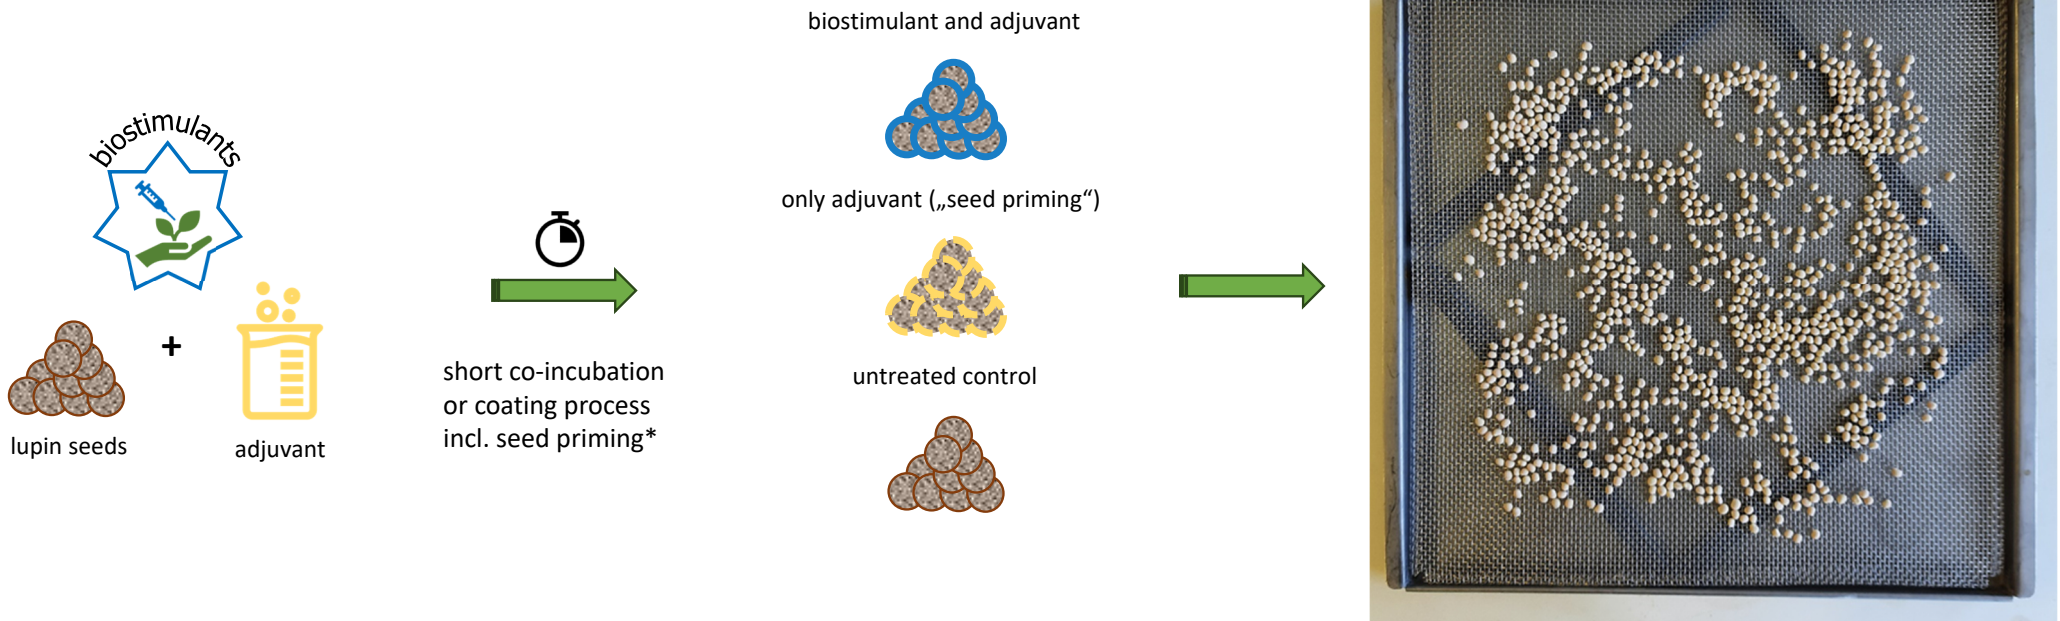 biostimulants
+
lupin seeds
adjuvant
short co-incubation
or coating process
incl. seed priming*
biostimulant and adjuvant
only adjuvant („seed priming“)
untreated control